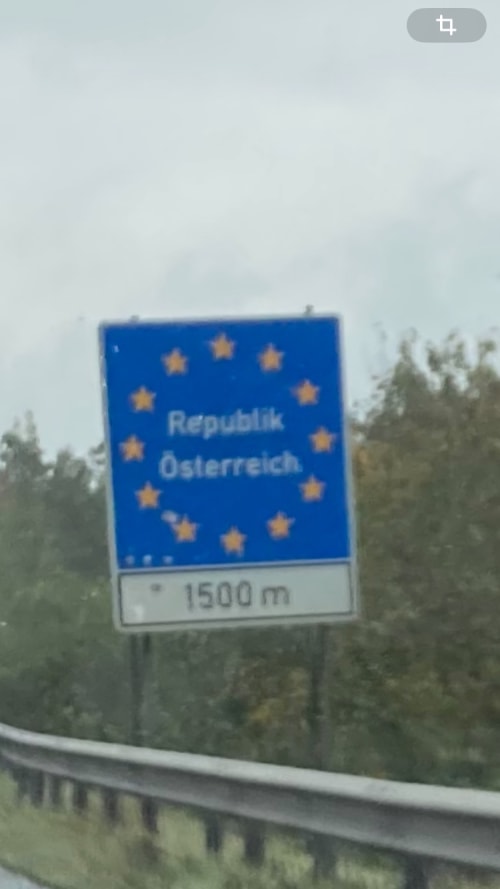 Republik
Österreich
1500 m